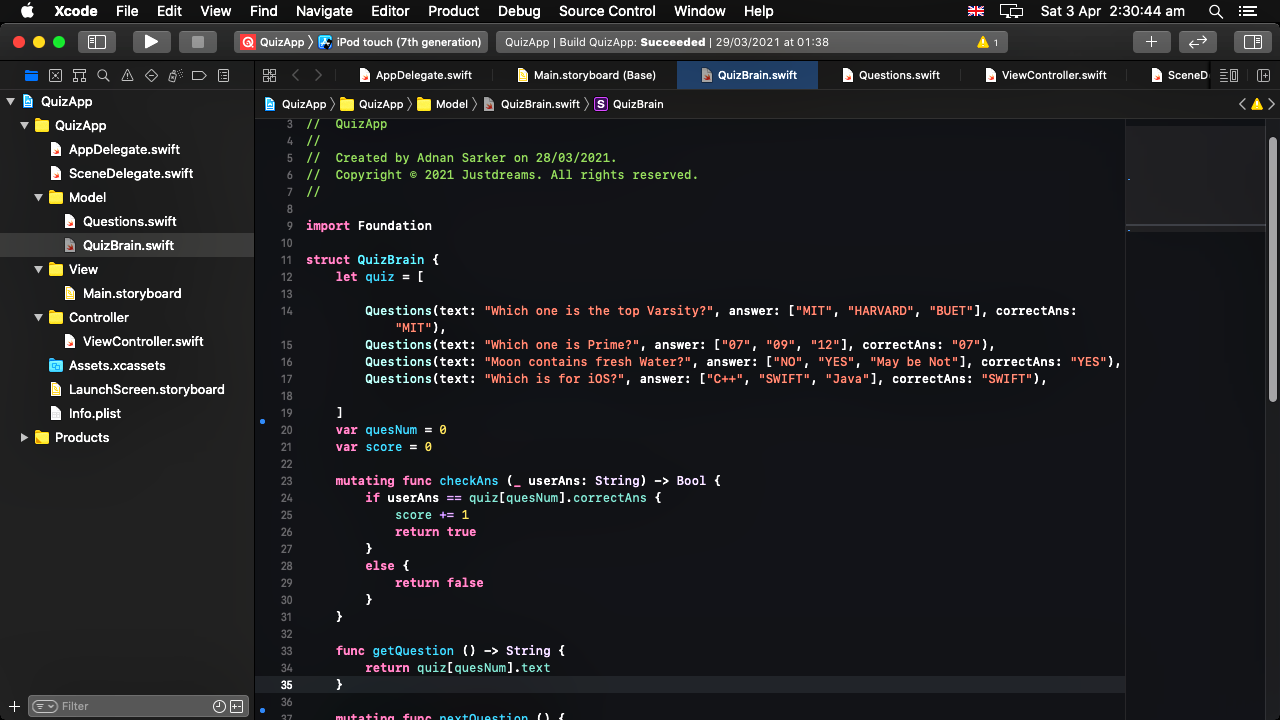 Xcode File Edit View Find Navigate Editor Product Debug Source Control Window Help Sat 3 Apr 2:30:44 am
QuizApp iPod touch (7th generation) QuizApp | Build QuizApp: Succeeded | 29/03/2021 at 01:38 1
AppDelegate.swift Main.storyboard (Base) QuizBrain.swift Questions.swift ViewController.swift SceneD
QuizApp QuizApp Model QuizBrain.swift S QuizBrain
QuizApp
QuizApp
AppDelegate.swift
SceneDelegate.swift
Model
Questions.swift
QuizBrain.swift
View
Main.storyboard
Controller
ViewController.swift
Assets.xcassets
LaunchScreen.storyboard
Info.plist
Products
Filter
3 //  QuizApp
4 //
5 //  Created by Adnan Sarker on 28/03/2021.
6 //  Copyright © 2021 Justdreams. All rights reserved.
7 //
8
9 import Foundation
10
11 struct QuizBrain {
12     let quiz = [
13
14         Questions(text: "Which one is the top Varsity?", answer: ["MIT", "HARVARD", "BUET"], correctAns:
"MIT"),
15         Questions(text: "Which one is Prime?", answer: ["07", "09", "12"], correctAns: "07"),
16         Questions(text: "Moon contains fresh Water?", answer: ["NO", "YES", "May be Not"], correctAns: "YES"),
17         Questions(text: "Which is for iOS?", answer: ["C++", "SWIFT", "Java"], correctAns: "SWIFT"),
18
19     ]
20     var quesNum = 0
21     var score = 0
22
23     mutating func checkAns (_ userAns: String) -> Bool {
24         if userAns == quiz[quesNum].correctAns {
25             score += 1
26             return true
27         }
28         else {
29             return false
30         }
31     }
32
33     func getQuestion () -> String {
34         return quiz[quesNum].text
35     }
36
37     mutating func nextQuestion () {